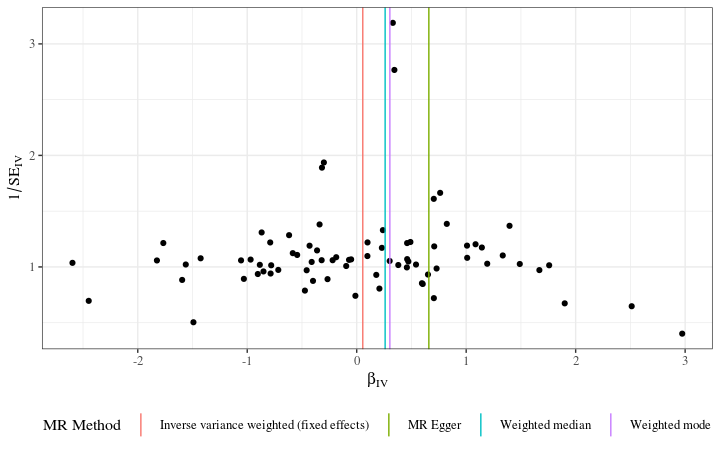 3
2
1
1/SE_IV
-2
-1
0
1
2
3
β_IV
MR Method
Inverse variance weighted (fixed effects)
MR Egger
Weighted median
Weighted mode